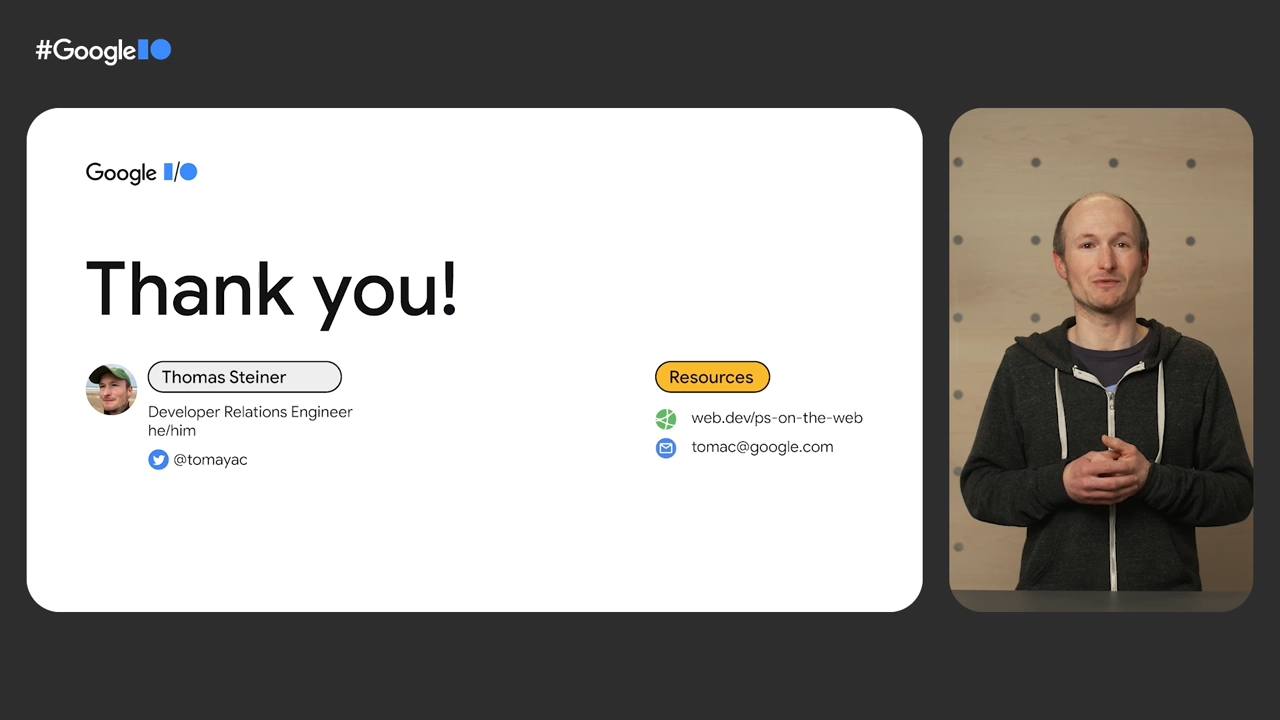 #GoogleIO
Google I/O
Thank you!
Thomas Steiner
Developer Relations Engineer
he/him
@tomayac
Resources
web.dev/ps-on-the-web
tomac@google.com